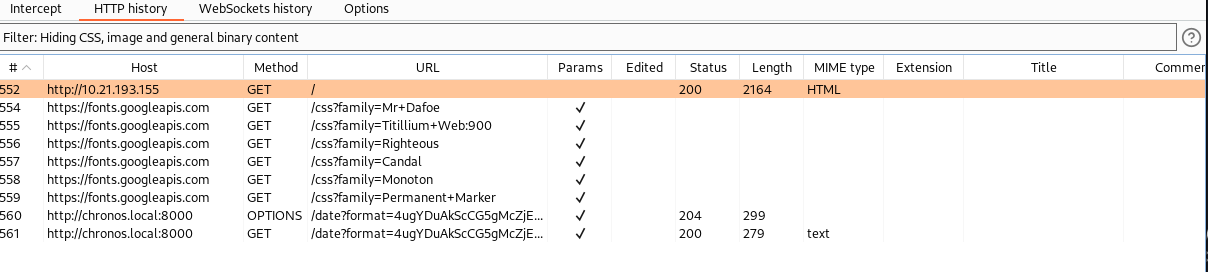 Intercept HTTP history WebSockets history Options
Filter: Hiding CSS, image and general binary content ?
# Host Method URL Params Edited Status Length MIME type Extension Title Commer
552 http://10.21.193.155 GET / 200 2164 HTML
554 https://fonts.googleapis.com GET /css?family=Mr+Dafoe ✓
555 https://fonts.googleapis.com GET /css?family=Titillium+Web:900 ✓
556 https://fonts.googleapis.com GET /css?family=Righteous ✓
557 https://fonts.googleapis.com GET /css?family=Candal ✓
558 https://fonts.googleapis.com GET /css?family=Monoton ✓
559 https://fonts.googleapis.com GET /css?family=Permanent+Marker ✓
560 http://chronos.local:8000 OPTIONS /date?format=4ugYDuAkScCG5gMcZjE... ✓ 204 299
561 http://chronos.local:8000 GET /date?format=4ugYDuAkScCG5gMcZjE... ✓ 200 279 text